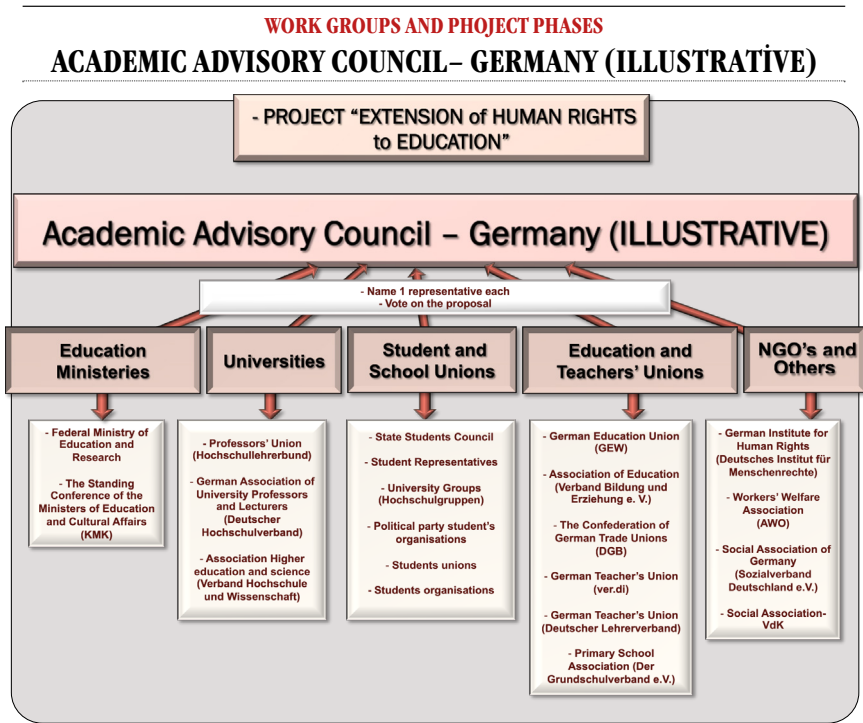 WORK GROUPS AND PHOJECT PHASES
ACADEMIC ADVISORY COUNCIL– GERMANY (ILLUSTRATİVE)
- PROJECT “EXTENSION of HUMAN RIGHTS
to EDUCATION”
Academic Advisory Council – Germany (ILLUSTRATIVE)
- Name 1 representative each
- Vote on the proposal
Education
Ministeries
- Federal Ministry of
Education and
Research
- The Standing
Conference of the
Ministers of Education
and Cultural Affairs
(KMK)
Universities
- Professors’ Union
(Hochschullehrerbund)
- German Association of
University Professors
and Lecturers
(Deutscher
Hochschulverband)
- Association Higher
education and science
(Verband Hochschule
und Wissenschaft)
Student and
School Unions
- State Students Council
- Student Representatives
- University Groups
(Hochschulgruppen)
- Political party student’s
organisations
- Students unions
- Students organisations
Education and
Teachers’ Unions
- German Education Union
(GEW)
- Association of Education
(Verband Bildung und
Erziehung e. V.)
- The Confederation of
German Trade Unions
(DGB)
- German Teacher’s Union
(ver.di)
- German Teacher’s Union
(Deutscher Lehrerverband)
- Primary School
Association (Der
Grundschulverband e.V.)
NGO’s and
Others
- German Institute for
Human Rights
(Deutsches Institut für
Menschenrechte)
- Workers’ Welfare
Association
(AWO)
- Social Association of
Germany
(Sozialverband
Deutschland e.V.)
- Social Association-
VdK